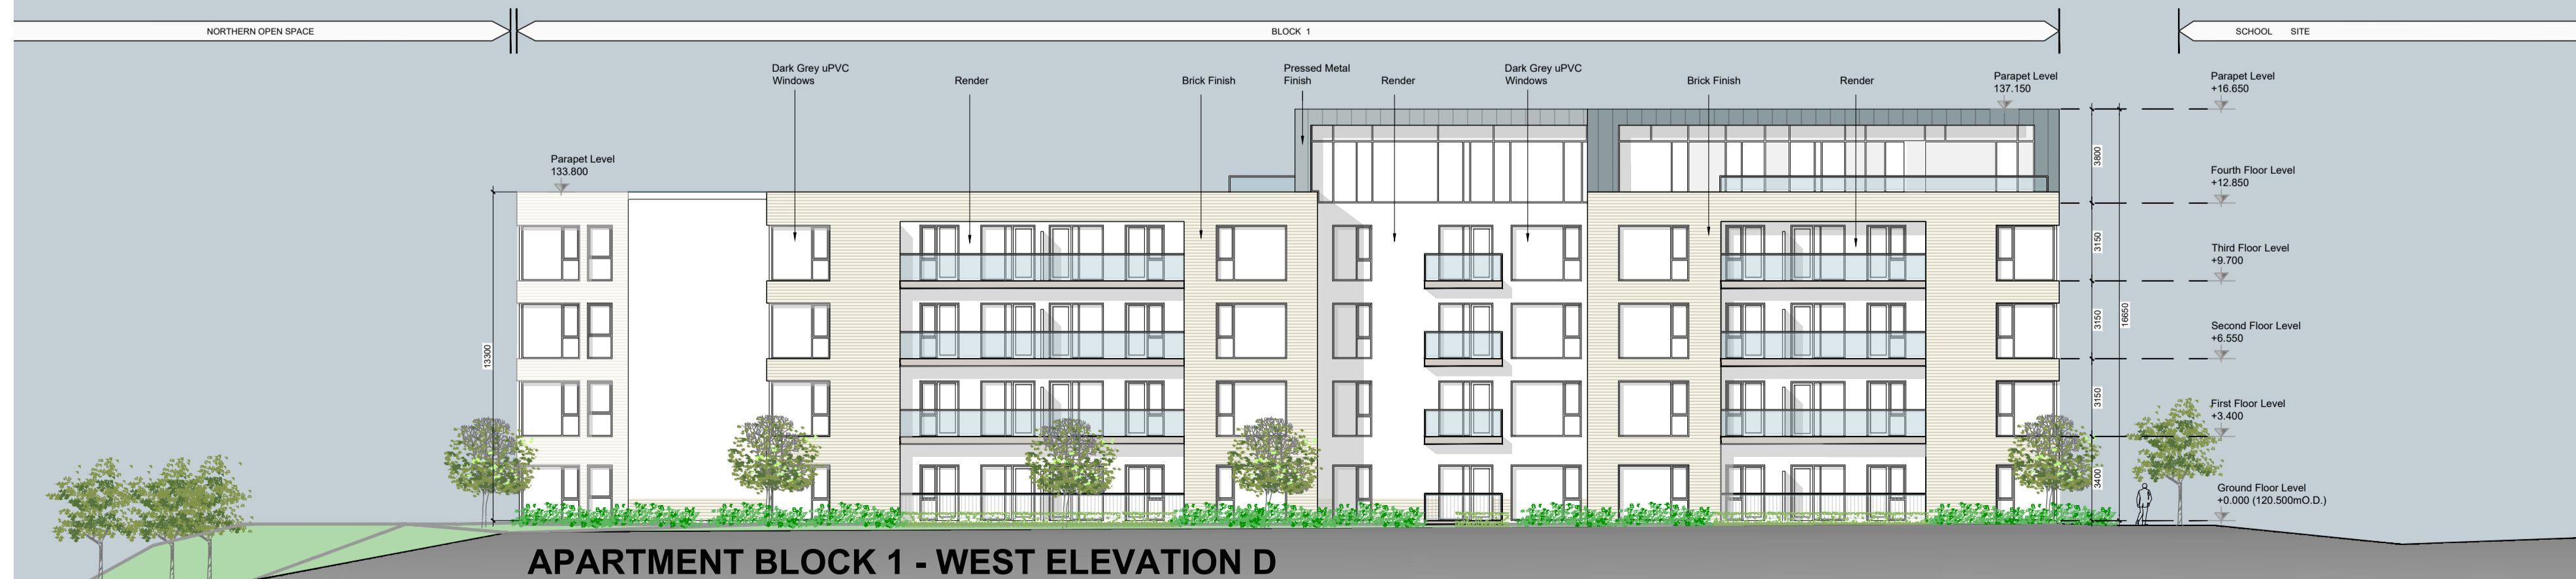 NORTHERN OPEN SPACE
BLOCK 1
SCHOOL SITE
Dark Grey uPVC
Windows
Render
Brick Finish
Pressed Metal
Finish
Render
Dark Grey uPVC
Windows
Brick Finish
Render
Parapet Level
137.150
Parapet Level
+16.650
Parapet Level
133.800
3800
Fourth Floor Level
+12.850
3150
Third Floor Level
+9.700
3150
16650
Second Floor Level
+6.550
13300
3150
First Floor Level
+3.400
3400
Ground Floor Level
+0.000 (120.500mO.D.)
APARTMENT BLOCK 1 - WEST ELEVATION D